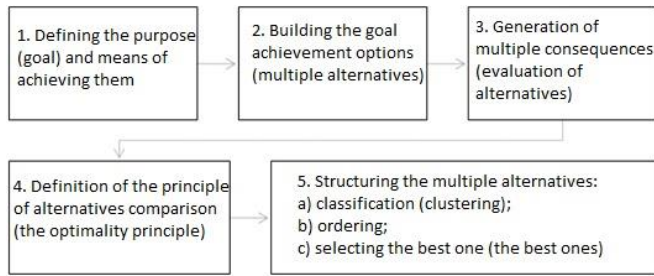 1. Defining the purpose
(goal) and means of
achieving them
2. Building the goal
achievement options
(multiple alternatives)
3. Generation of
multiple consequences
(evaluation of
alternatives)
4. Definition of the principle
of alternatives comparison
(the optimality principle)
5. Structuring the multiple alternatives:
a) classification (clustering);
b) ordering;
c) selecting the best one (the best ones)